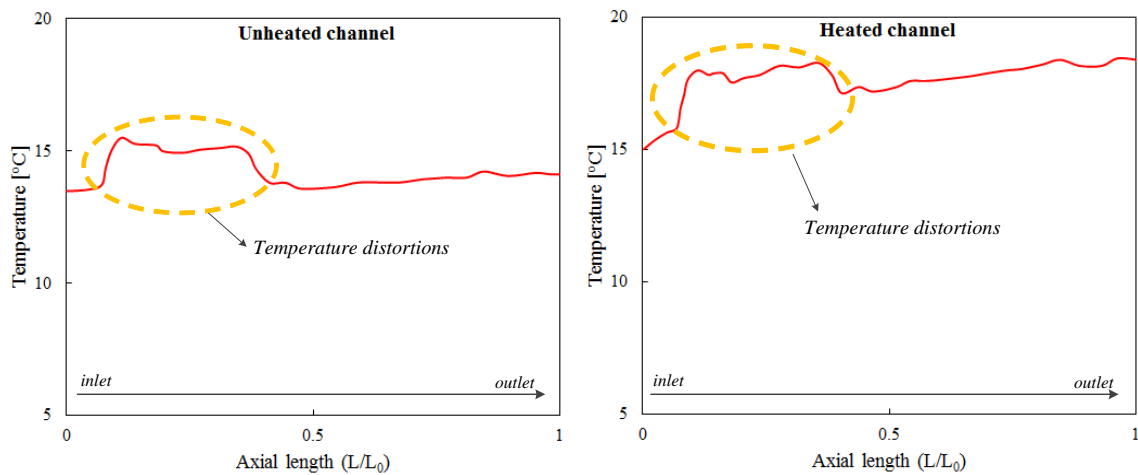 Unheated channel
20
15
10
5
Temperature [°C]
Temperature distortions
inlet
outlet
0
0.5
1
Axial length (L/L₀)
Heated channel
20
15
10
5
Temperature [°C]
Temperature distortions
inlet
outlet
0
0.5
1
Axial length (L/L₀)